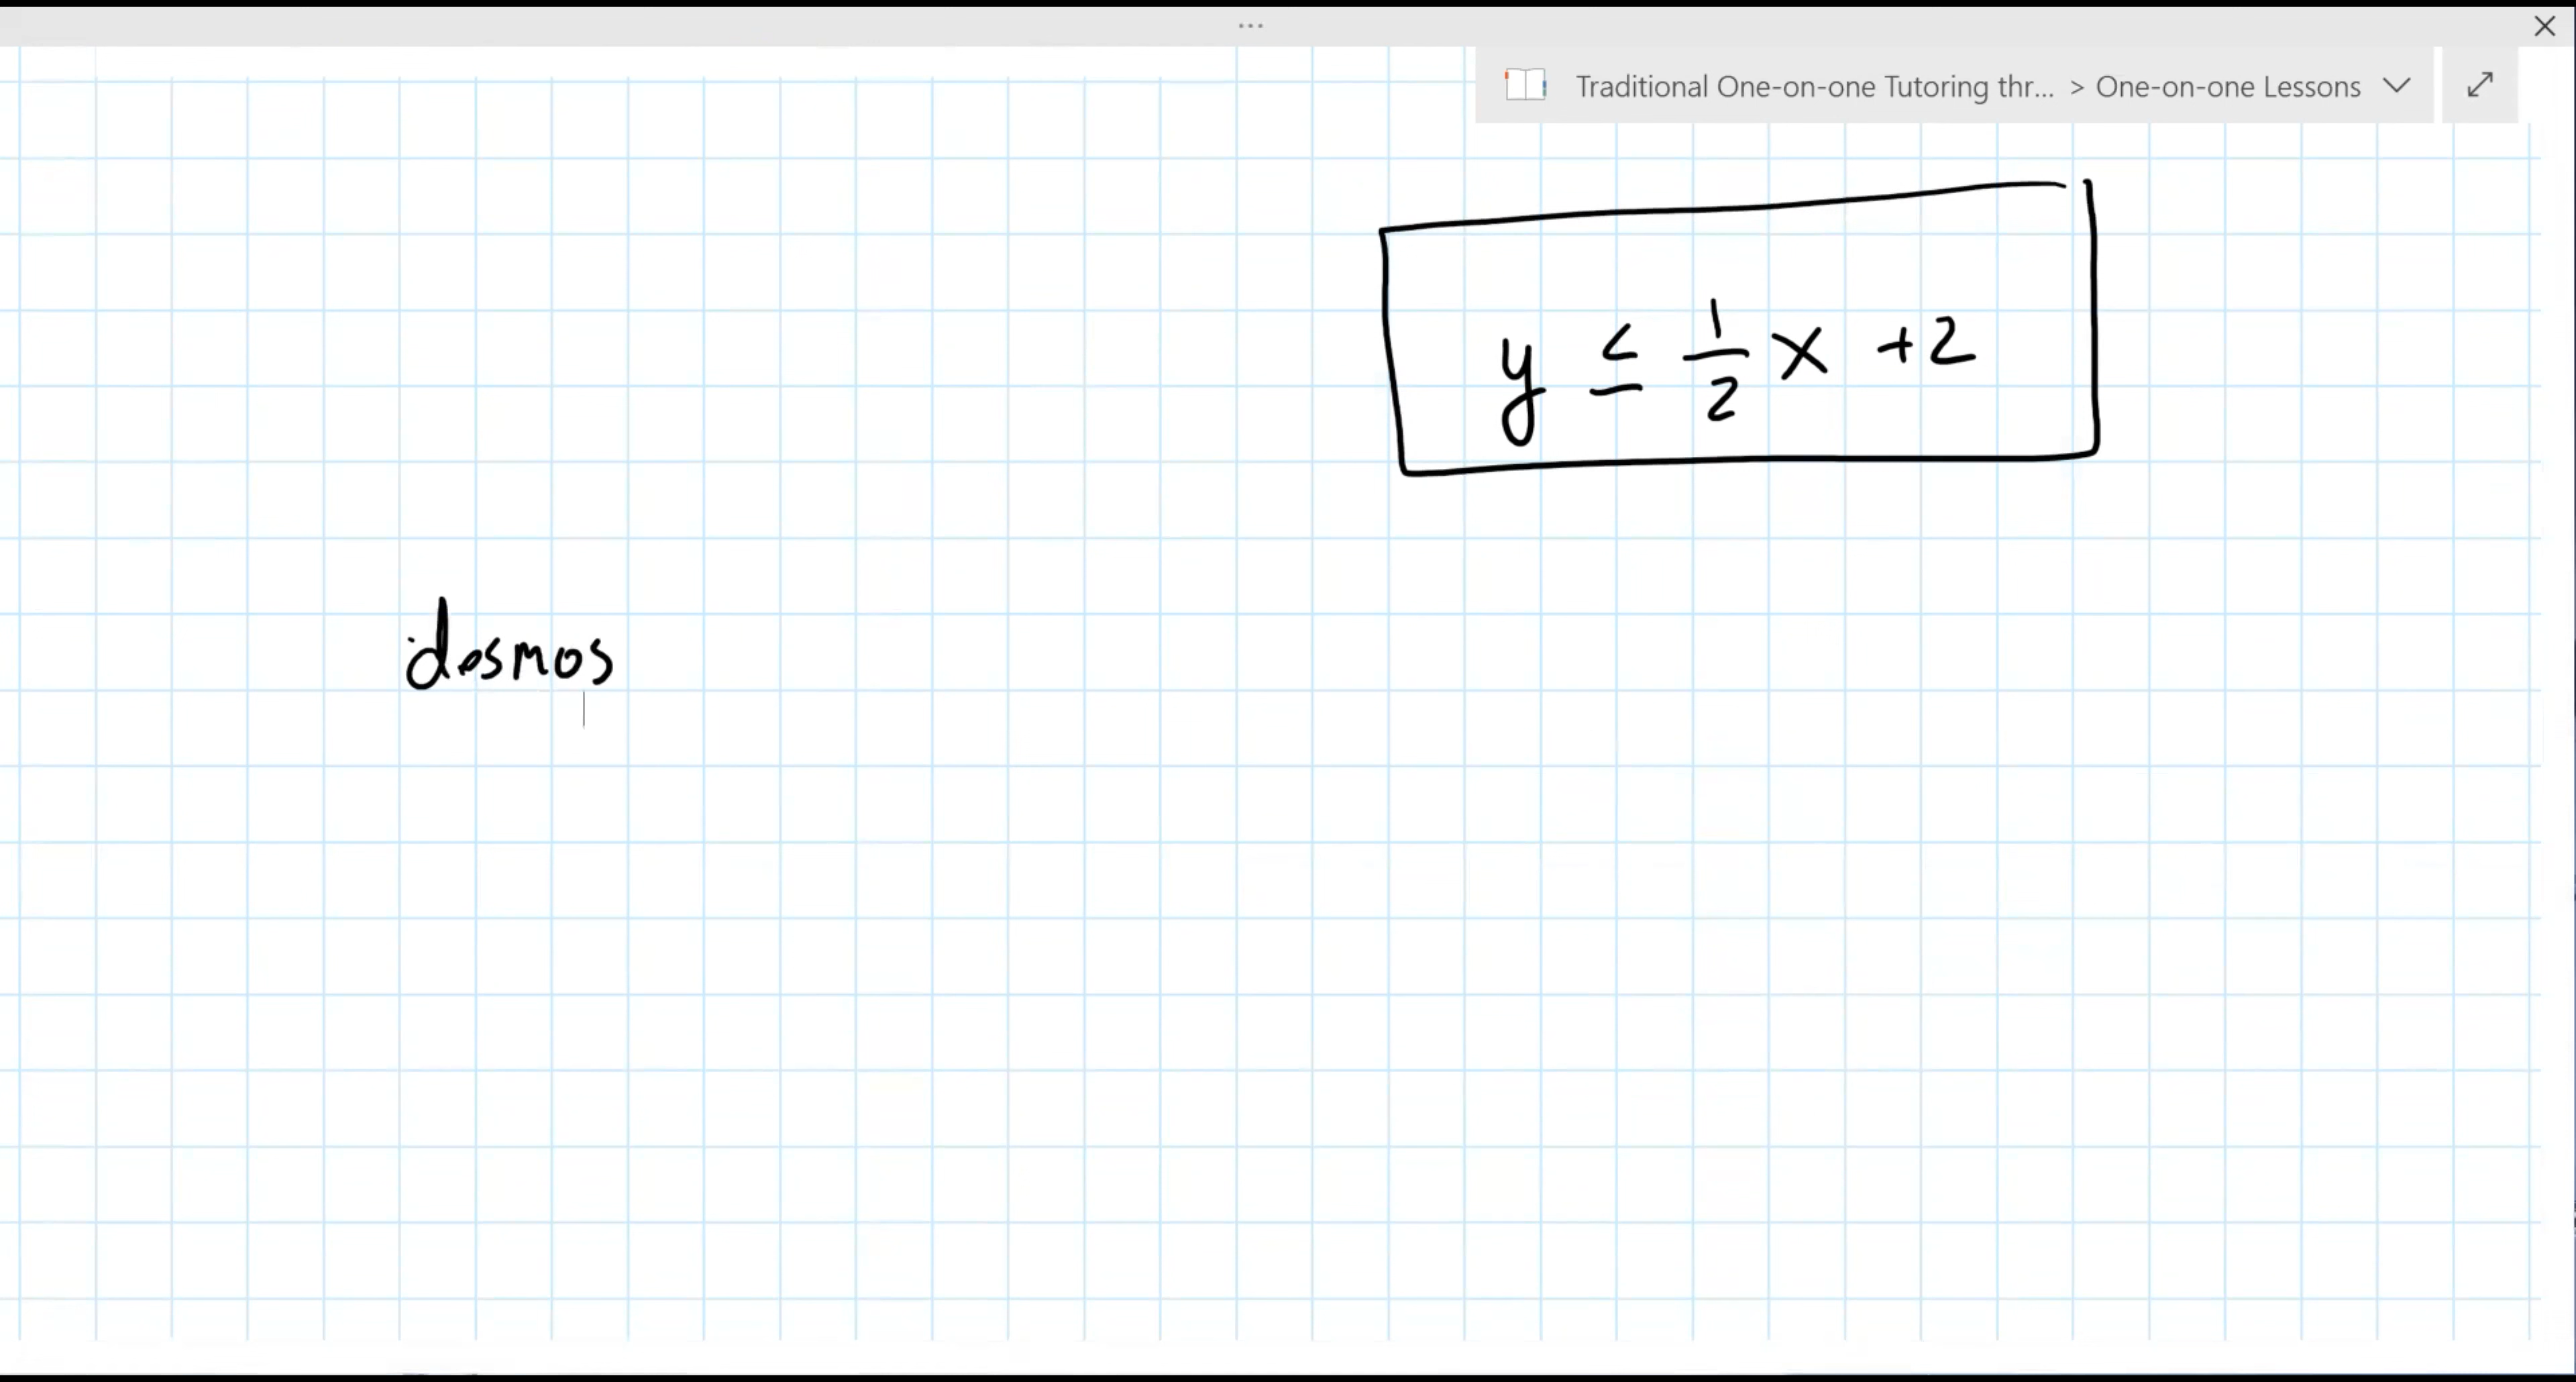 ...
Traditional One-on-one Tutoring thr... > One-on-one Lessons
y ≤ 1/2 x + 2
desmos